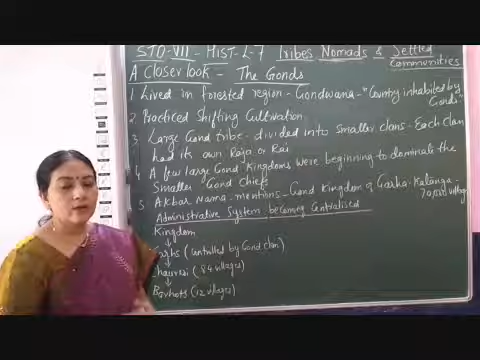 STD-VII - HIST-L-7 Tribes Nomads & Settled Communities
A Closer look - The Gonds
1 Lived in forested region - Gondwana - "Country inhabited by Gonds"
2 Practiced Shifting Cultivation
3 Large Gond tribe - divided into smaller clans - Each clan
had its own Raja or Rai
4 A few large Gond Kingdoms were beginning to dominate the
smaller Gond chiefs
5 Akbar Nama - mentions - Gond Kingdom of Garha - Katanga -
70,000 villages
Administrative System becoming Centralised
Kingdom
(Controlled by Gond clan)
(84 villages)
(12 villages)